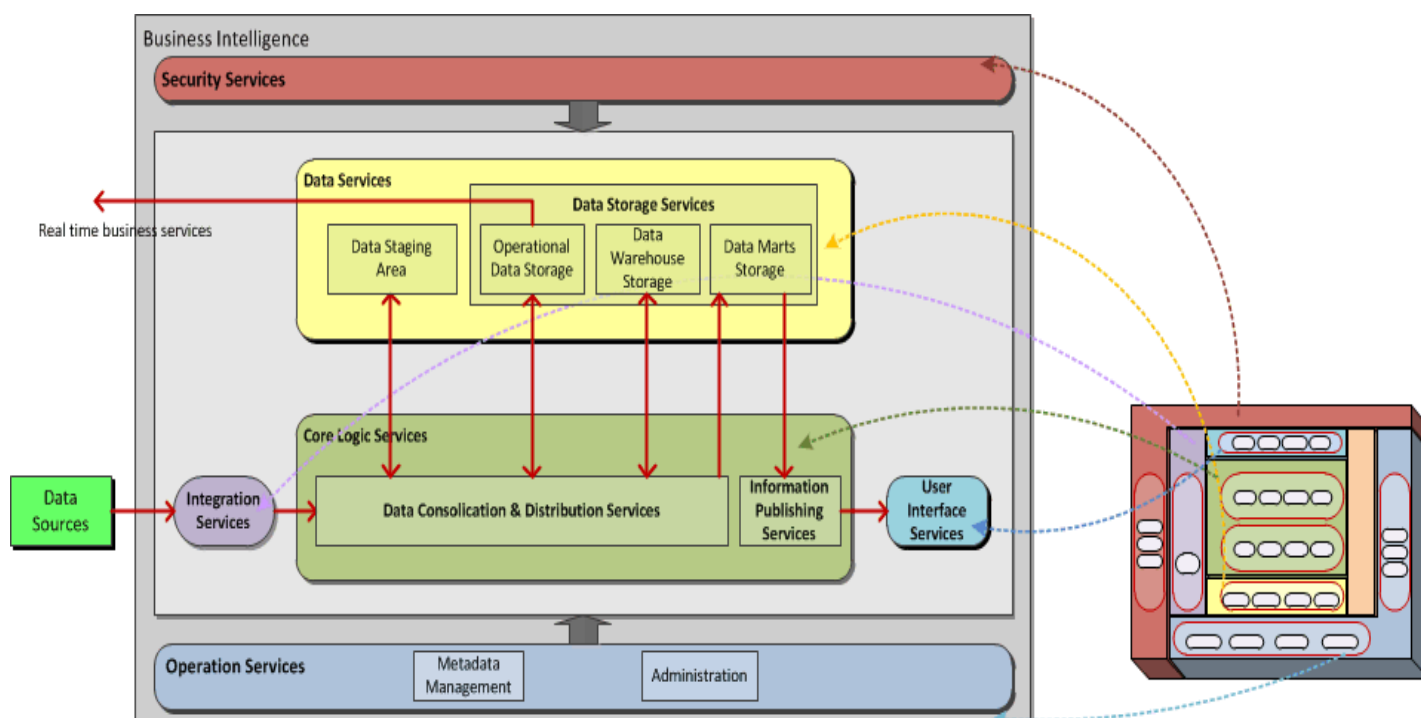 Business Intelligence
Security Services
Data Services
Data Storage Services
Real time business services
Data Staging
Area
Operational
Data Storage
Data
Warehouse
Storage
Data Marts
Storage
Core Logic Services
Data
Sources
Integration
Services
Data Consolication & Distribution Services
Information
Publishing
Services
User
Interface
Services
Operation Services
Metadata
Management
Administration